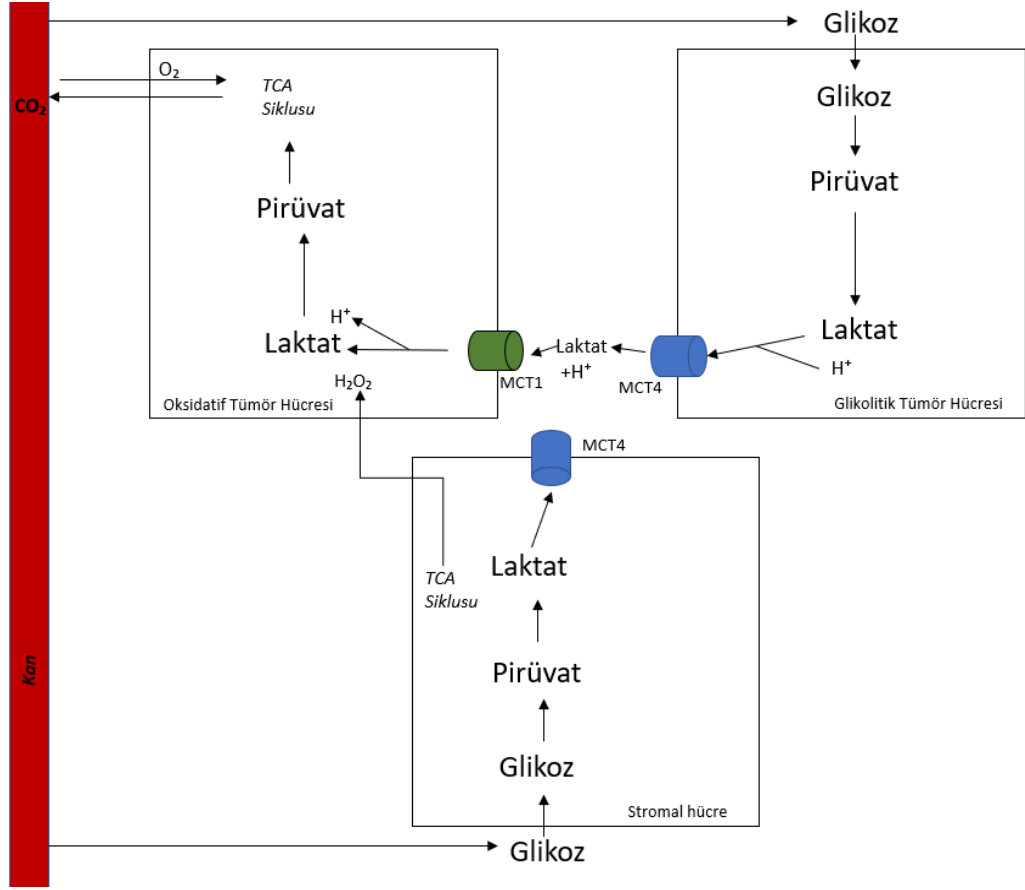 Glikoz
O₂
CO₂
TCA
Siklusu
Pirüvat
H⁺
Laktat
H₂O₂
Oksidatif Tümör Hücresi
MCT1
Laktat
+H⁺
MCT4
Glikoz
Pirüvat
Laktat
H⁺
Glikolitik Tümör Hücresi
MCT4
Laktat
TCA
Siklusu
Pirüvat
Glikoz
Stromal hücre
Glikoz
Kan